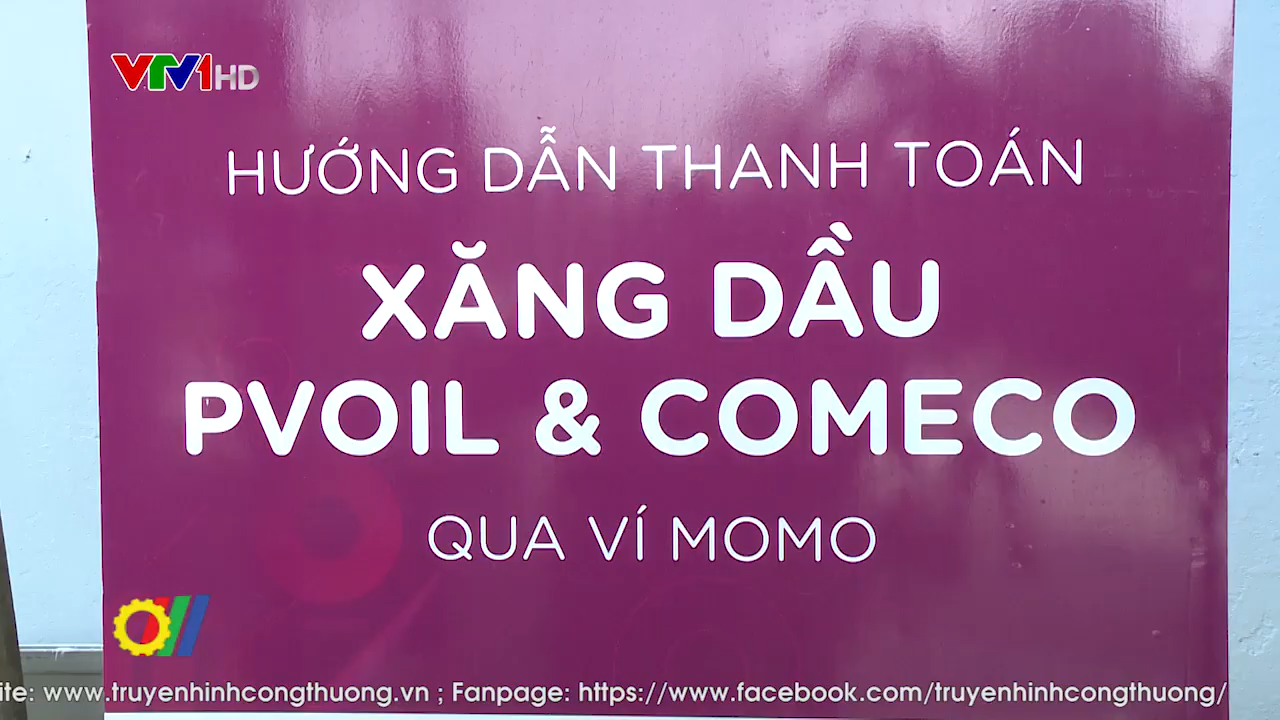 VTV1HD
HƯỚNG DẪN THANH TOÁN
XĂNG DẦU
PVOIL & COMECO
QUA VÍ MOMO
ite: www.truyenhinhcongthuong.vn ; Fanpage: https://www.facebook.com/truyenhinhcongthuong/